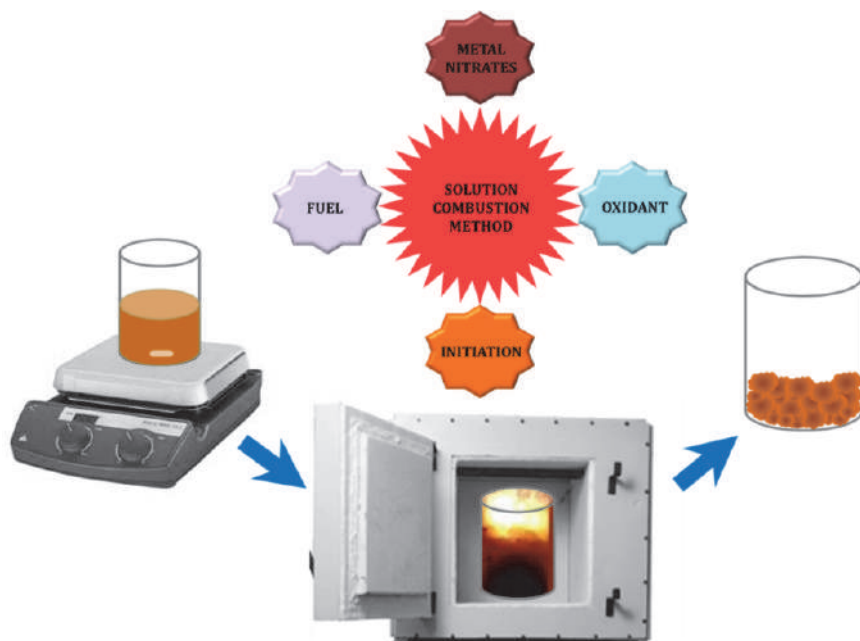 METAL
NITRATES
FUEL
SOLUTION
COMBUSTION
METHOD
OXIDANT
INITIATION